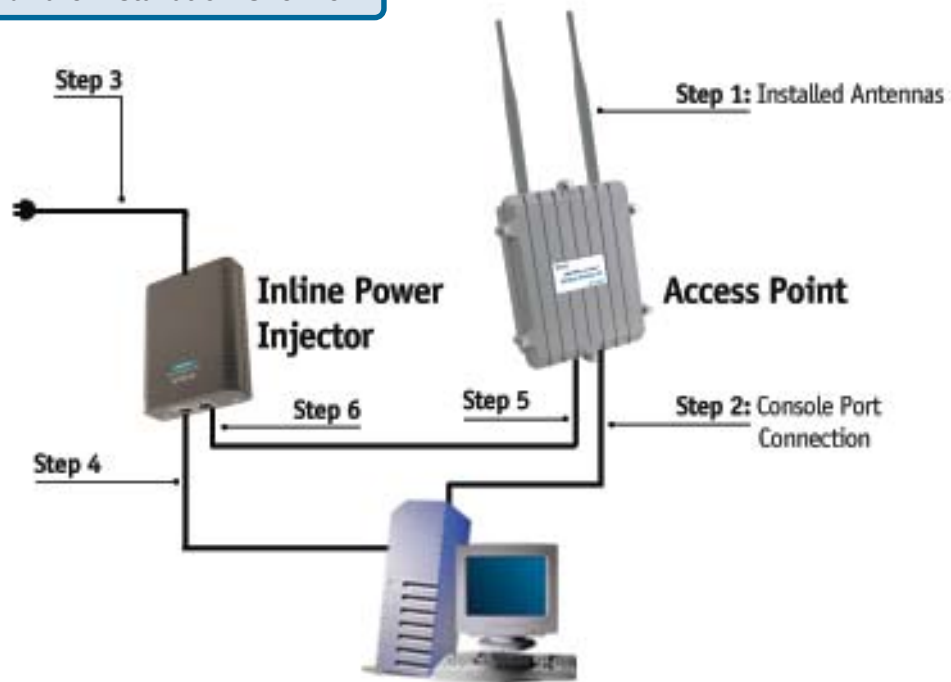 Step 3
Step 1: Installed Antennas
Inline Power
Injector
Access Point
Step 6
Step 5
Step 2: Console Port
Connection
Step 4